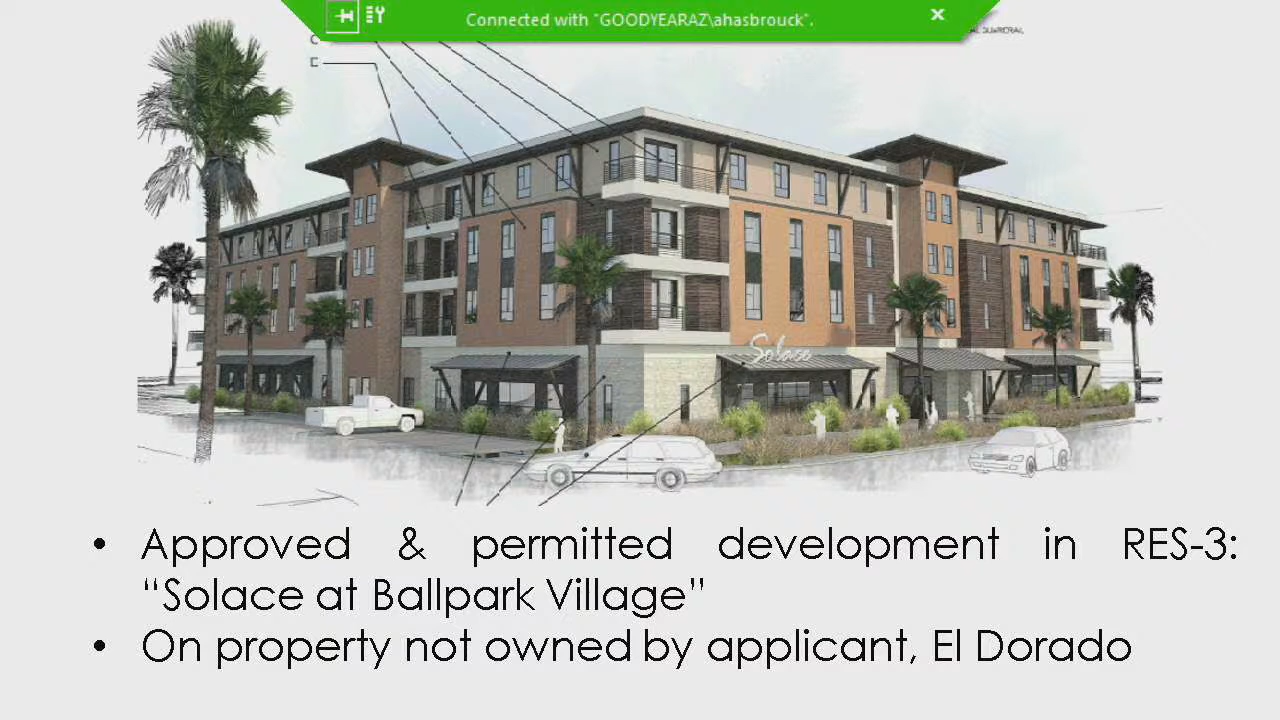 Connected with "GOODYEARAZ\ahasbrouck".
Solace
• Approved & permitted development in RES-3:
“Solace at Ballpark Village”
• On property not owned by applicant, El Dorado